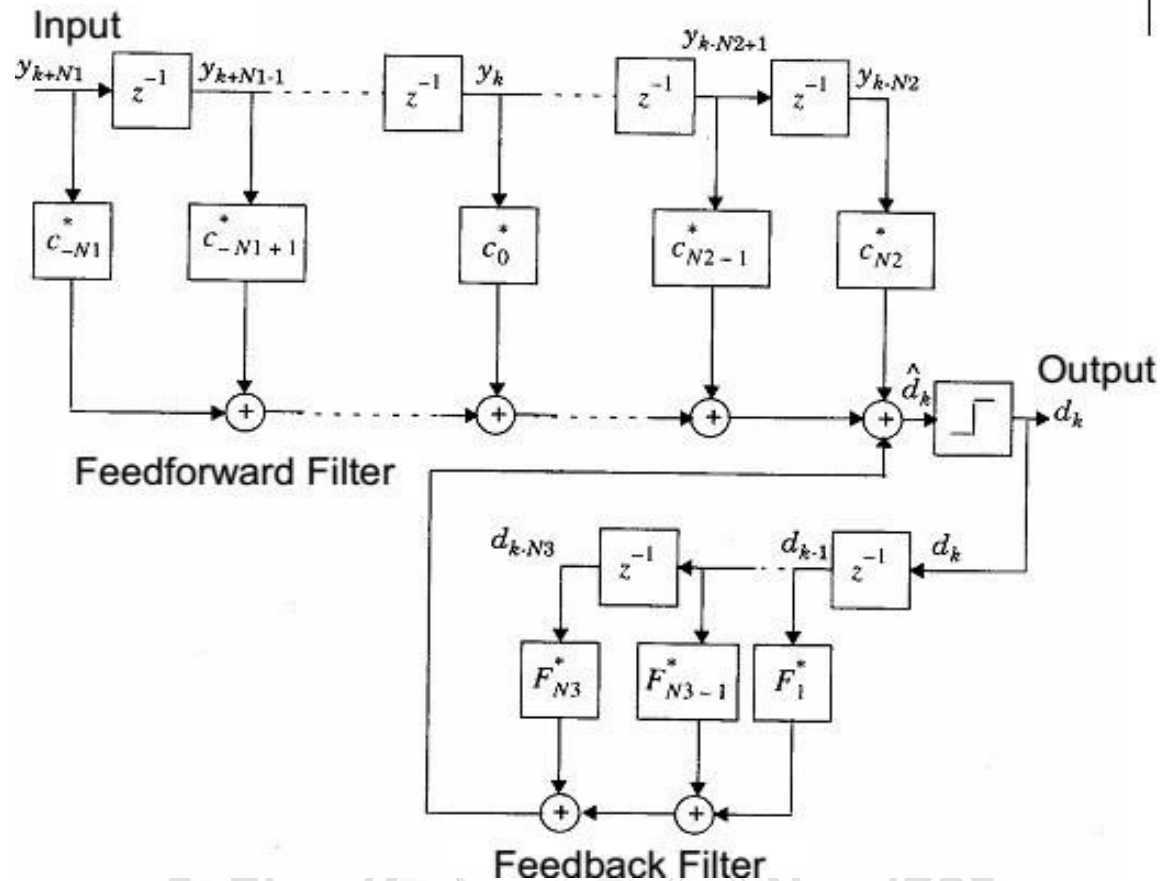 Input
y_{k+N1} z^{-1} y_{k+N1-1} z^{-1} y_k z^{-1} y_{k-N2+1} z^{-1} y_{k-N2}
c^*_{-N1} c^*_{-N1+1} c^*_0 c^*_{N2-1} c^*_{N2}
+ + + + \hat{d}_k Output
d_k
Feedforward Filter
d_{k-N3} z^{-1} d_{k-1} z^{-1} d_k
F^*_{N3} F^*_{N3-1} F^*_1
+ +
Feedback Filter